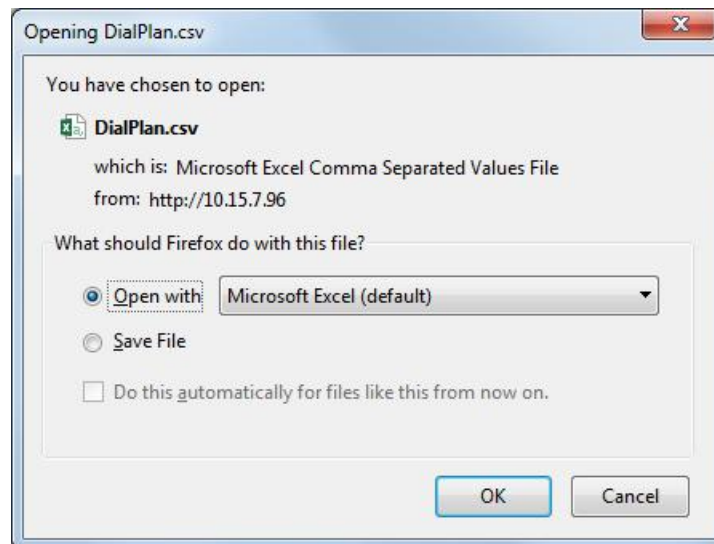 Opening DialPlan.csv
You have chosen to open:
DialPlan.csv
which is: Microsoft Excel Comma Separated Values File
from: http://10.15.7.96
What should Firefox do with this file?
Open with Microsoft Excel (default)
Save File
Do this automatically for files like this from now on.
OK Cancel